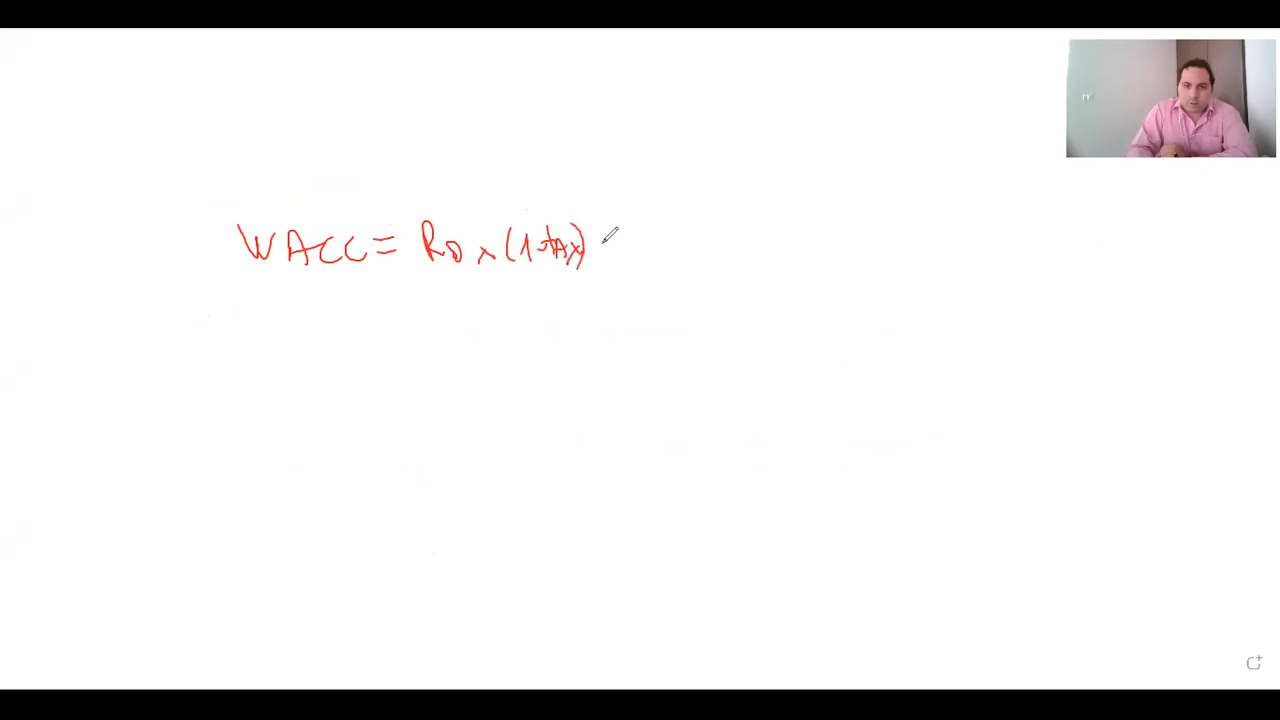 WACC = RD x (1-tAx)